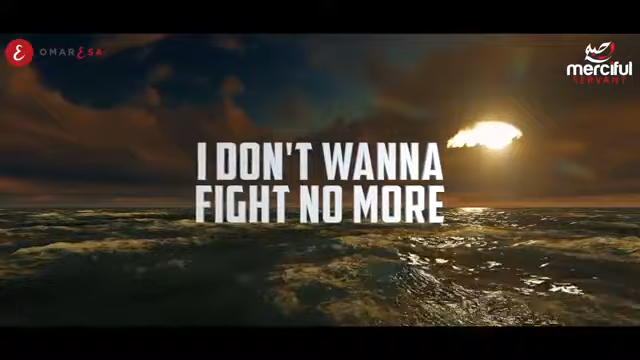 OMAR ESA
merciful
SERVANT
I DON'T WANNA
FIGHT NO MORE